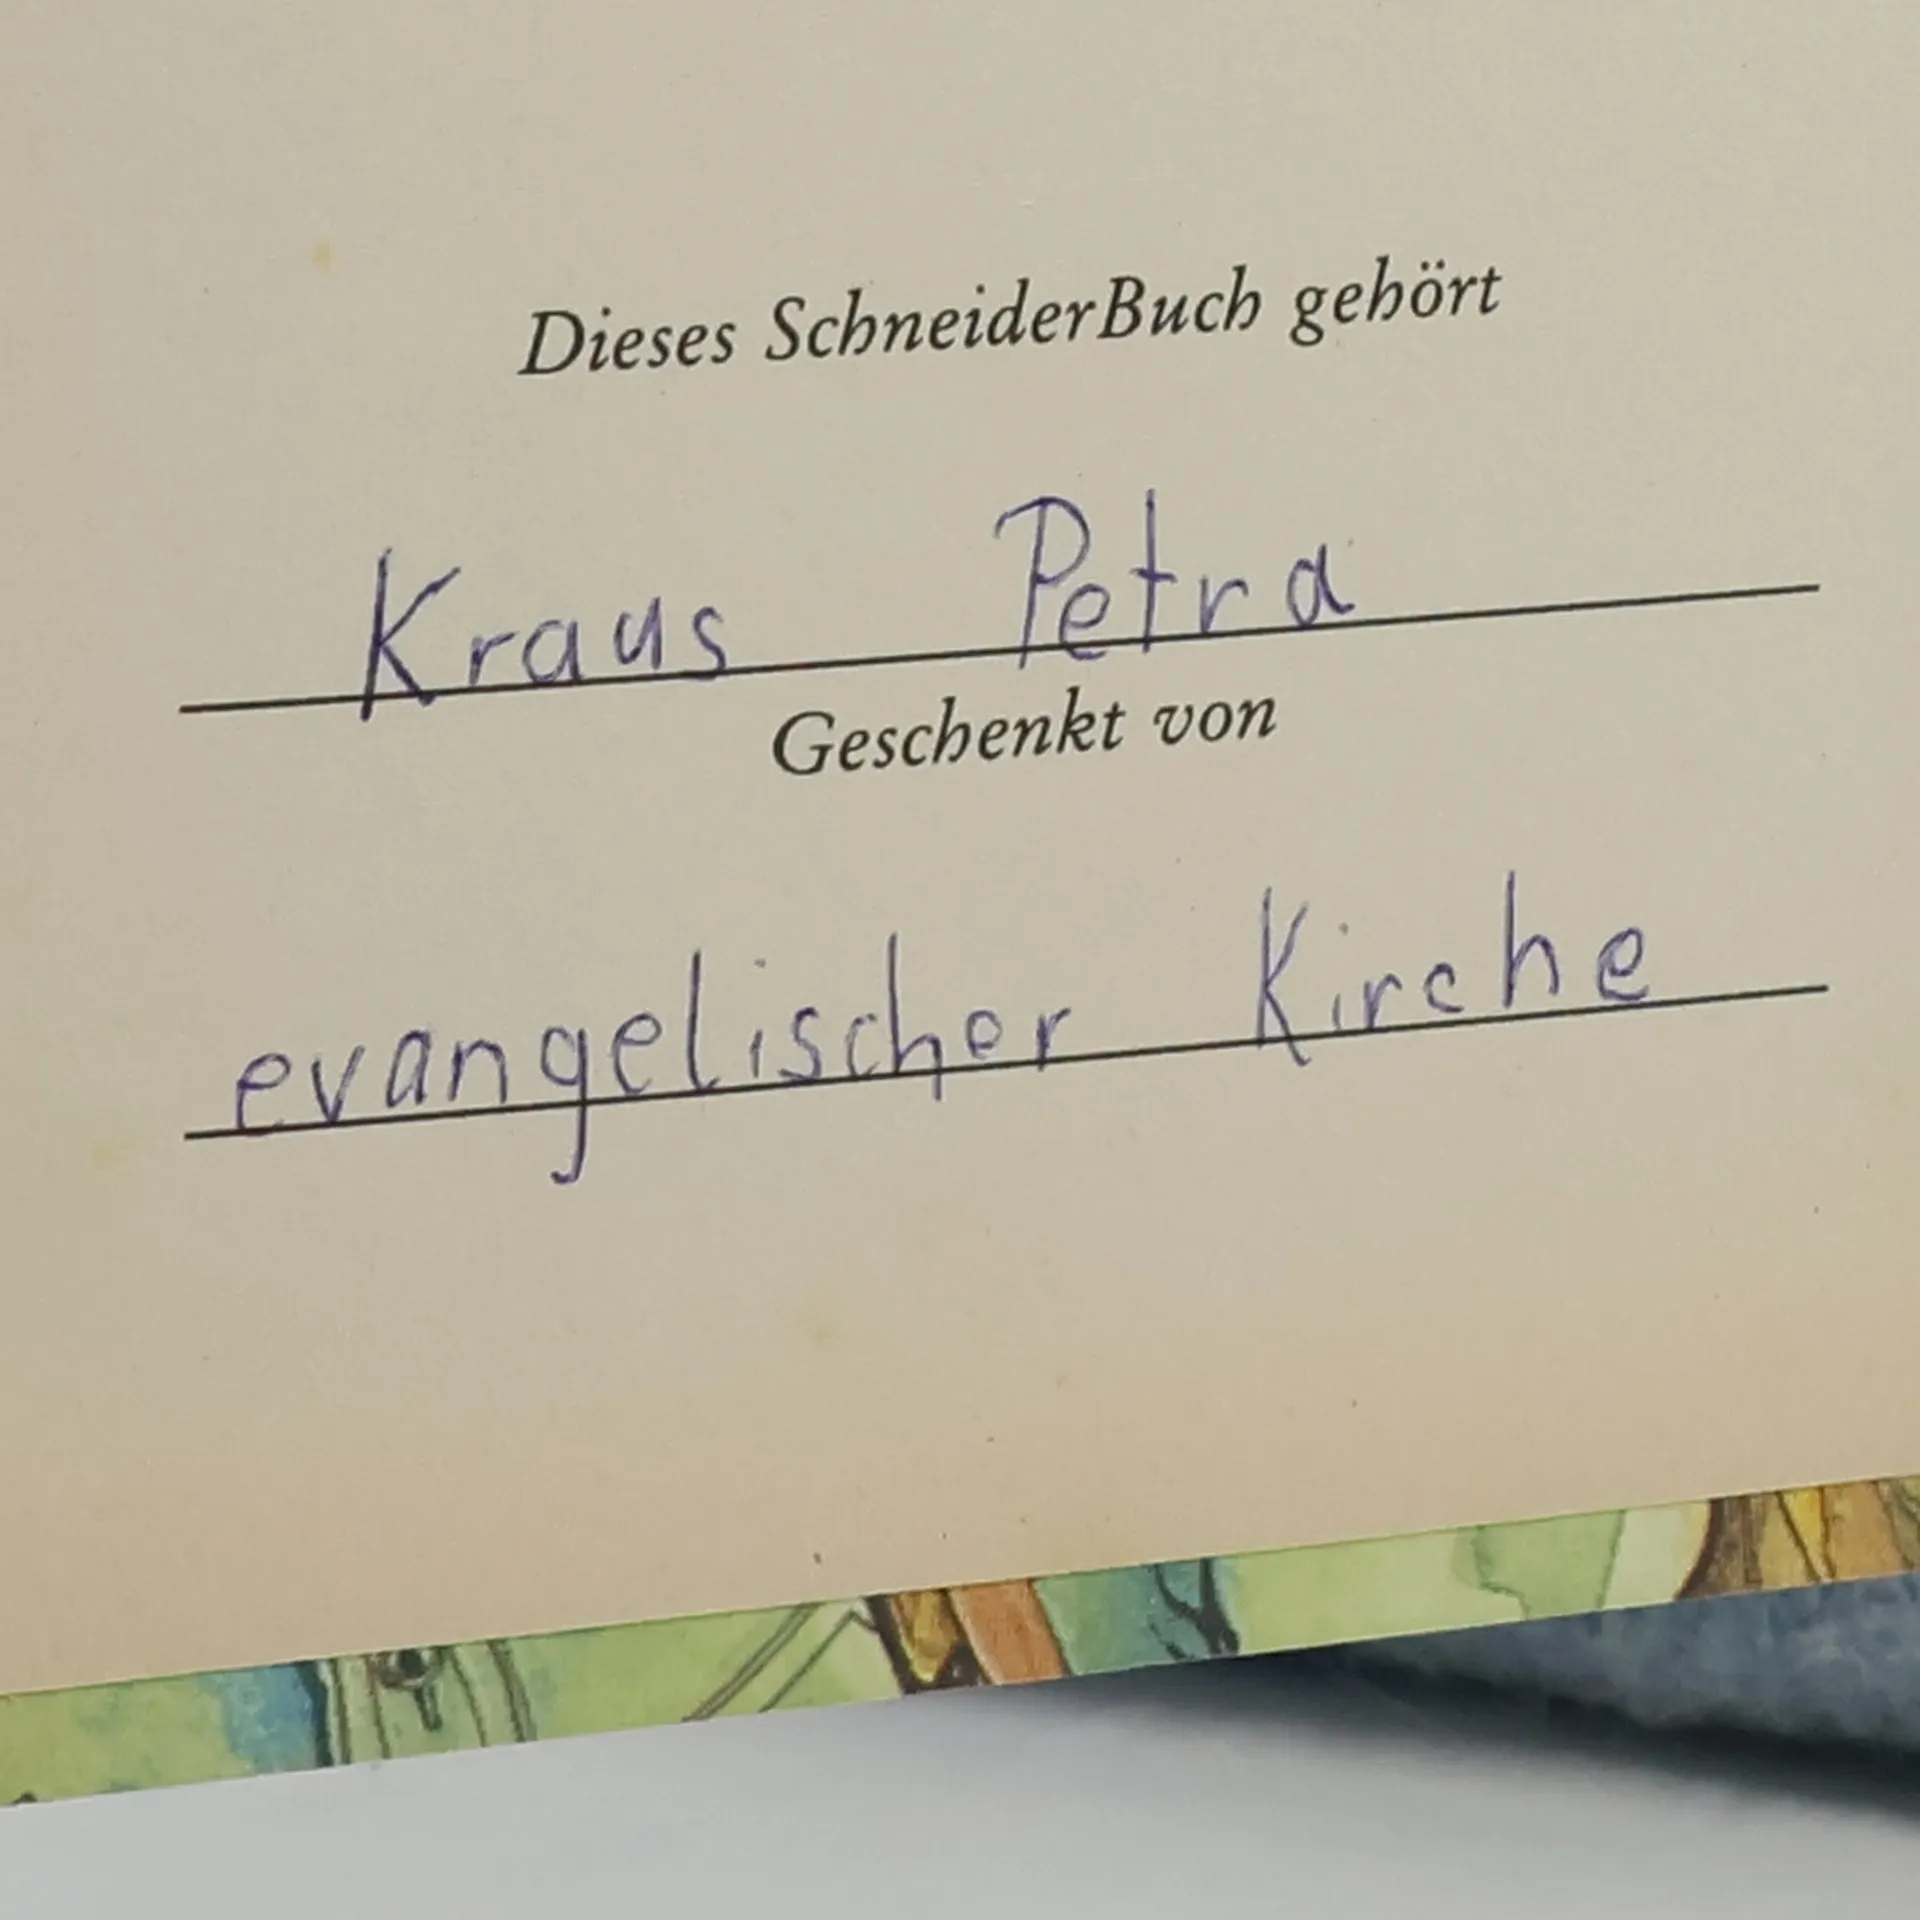 Dieses SchneiderBuch gehört
Kraus Petra
Geschenkt von
evangelischer Kirche